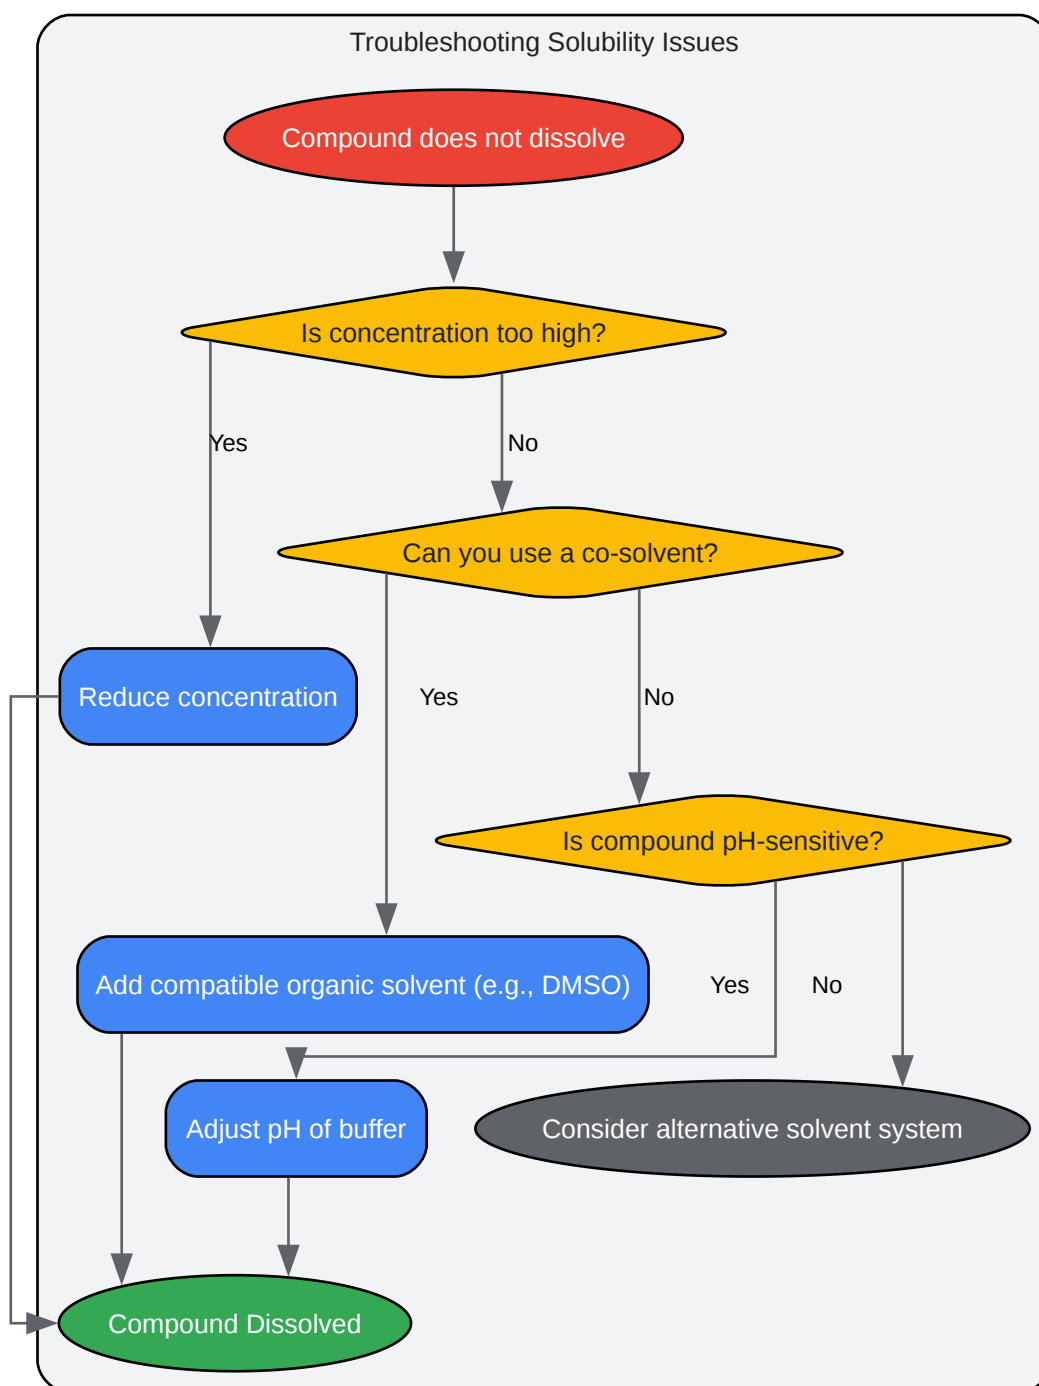 Troubleshooting Solubility Issues
Compound does not dissolve
Is concentration too high?
Yes
No
Can you use a co-solvent?
Reduce concentration
Yes
No
Is compound pH-sensitive?
Add compatible organic solvent (e.g., DMSO)
Yes
No
Adjust pH of buffer
Consider alternative solvent system
Compound Dissolved